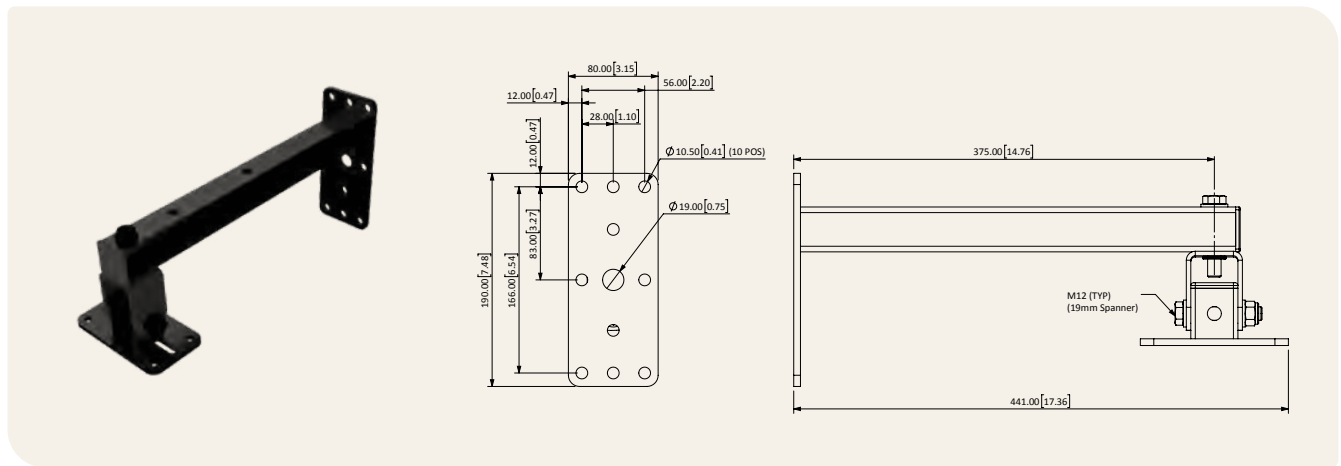 80.00[3.15]
56.00[2.20]
12.00[0.47]
28.00[1.10]
12.00[0.47]
Ø10.50[0.41] (10 POS)
Ø19.00[0.75]
83.00[3.27]
166.00[6.54]
190.00[7.48]
375.00[14.76]
M12 (TYP)
(19mm Spanner)
441.00[17.36]